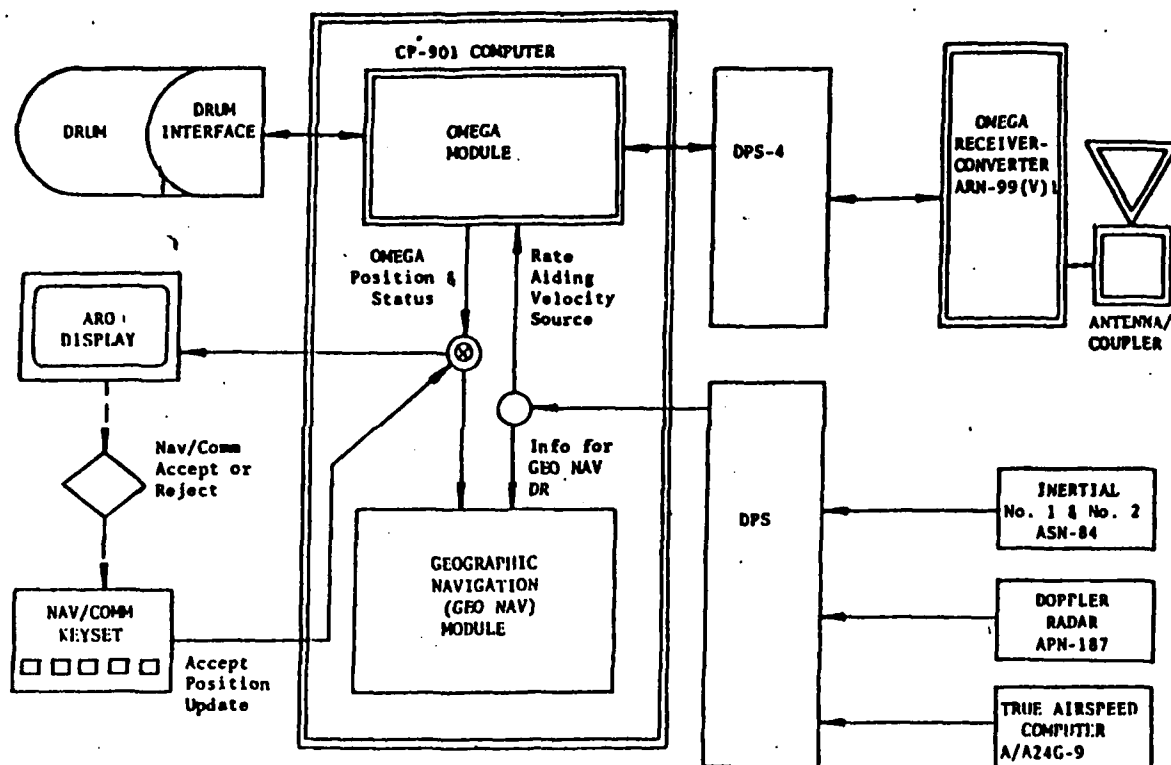 CP-901 COMPUTER
DRUM
DRUM
INTERFACE
OMEGA
MODULE
DPS-4
OMEGA
RECEIVER-
CONVERTER
ARN-99(V)1
ANTENNA/
COUPLER
OMEGA
Position &
Status
Rate
Aiding
Velocity
Source
ARO
DISPLAY
Nav/Comm
Accept or
Reject
Info for
GEO NAV
DR
DPS
INERTIAL
No. 1 & No. 2
ASN-84
GEOGRAPHIC
NAVIGATION
(GEO NAV)
MODULE
NAV/COMM
KEYSET
Accept
Position
Update
DOPPLER
RADAR
APN-187
TRUE AIRSPEED
COMPUTER
A/A24G-9